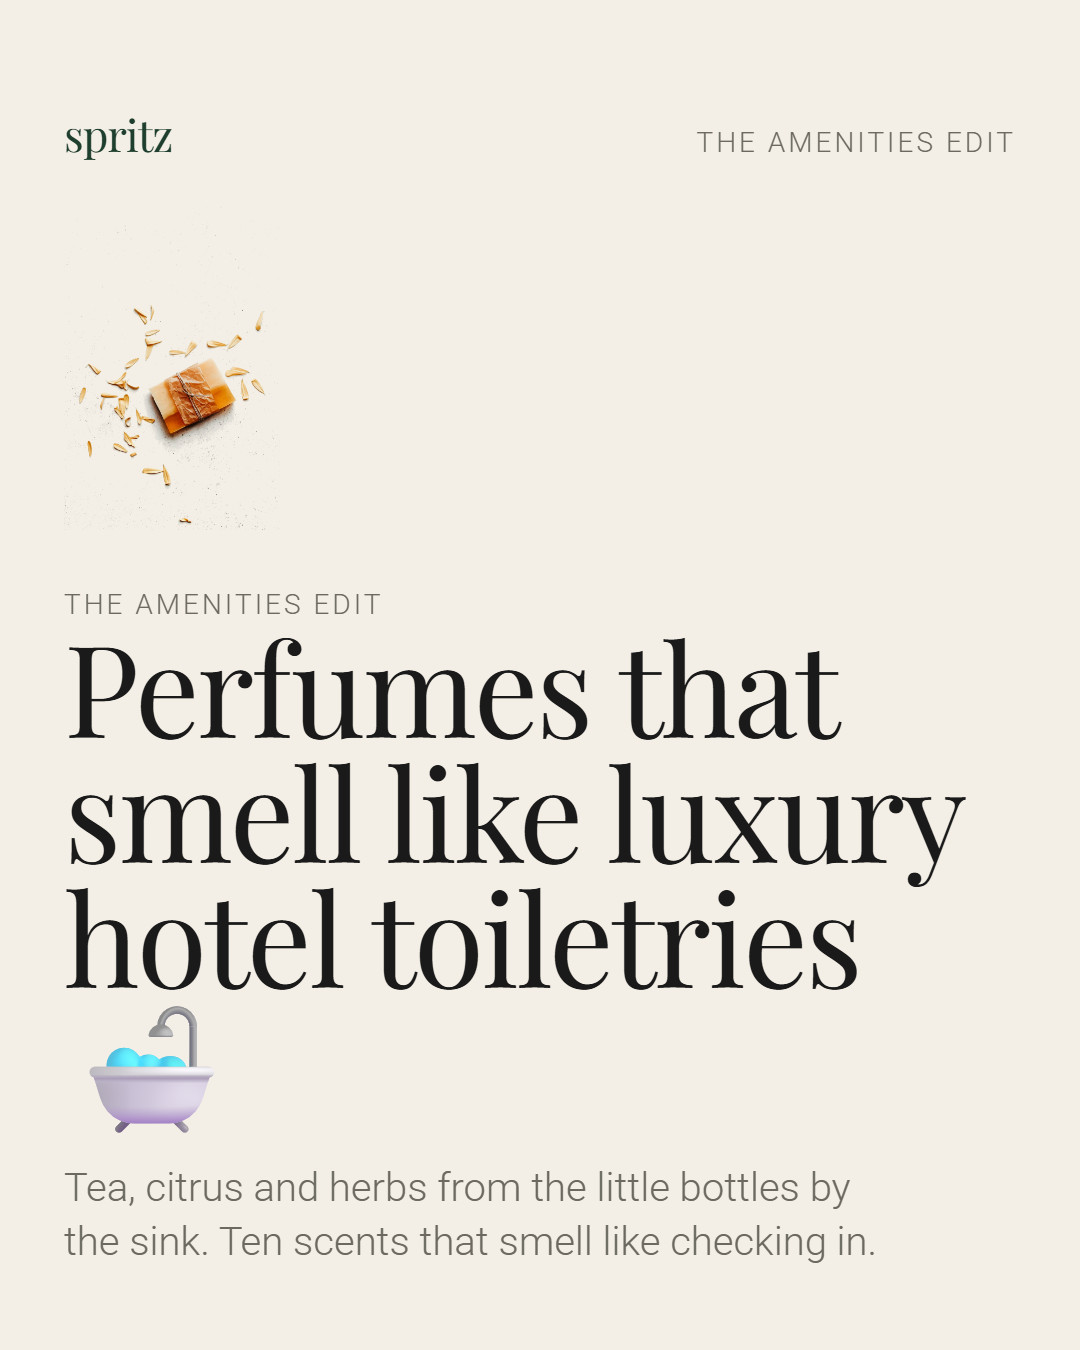 spritz
THE AMENITIES EDIT
THE AMENITIES EDIT
Perfumes that
smell like luxury
hotel toiletries
Tea, citrus and herbs from the little bottles by
the sink. Ten scents that smell like checking in.